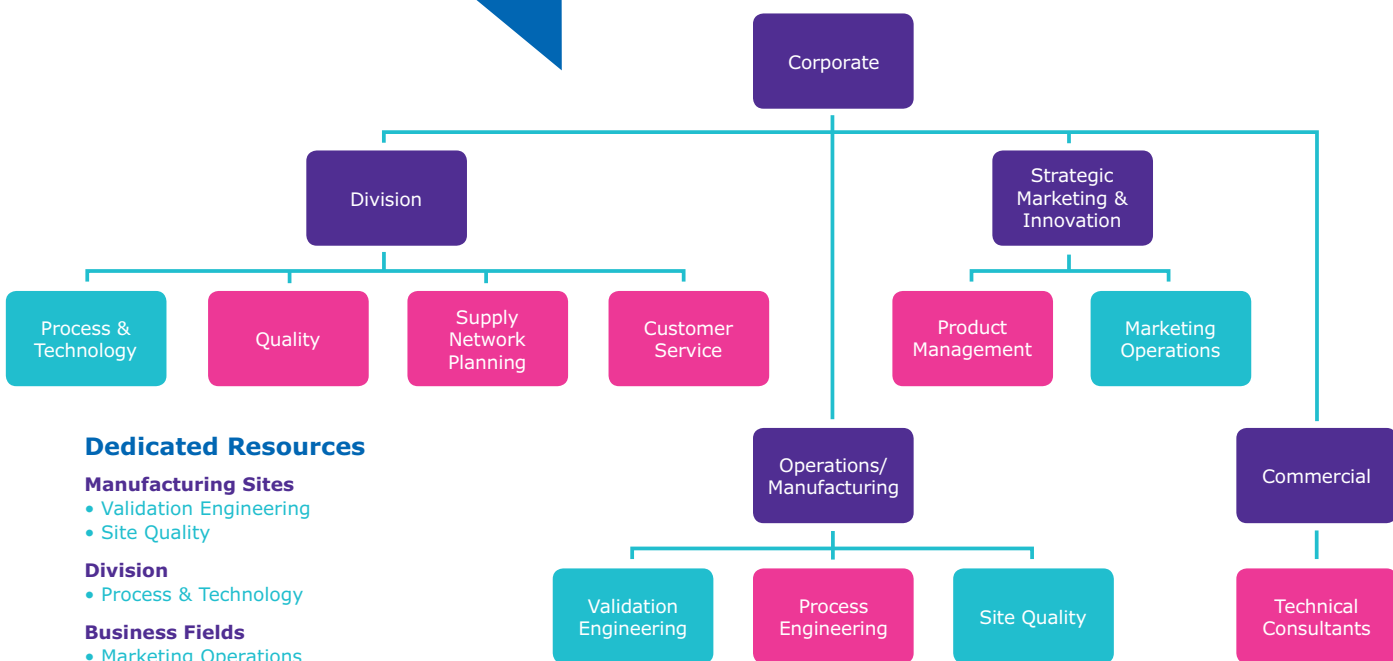 Corporate
Division
Strategic
Marketing &
Innovation
Process &
Technology
Quality
Supply
Network
Planning
Customer
Service
Product
Management
Marketing
Operations
Dedicated Resources
Manufacturing Sites
• Validation Engineering
• Site Quality
Division
• Process & Technology
Business Fields
• Marketing Operations
Operations/
Manufacturing
Commercial
Validation
Engineering
Process
Engineering
Site Quality
Technical
Consultants